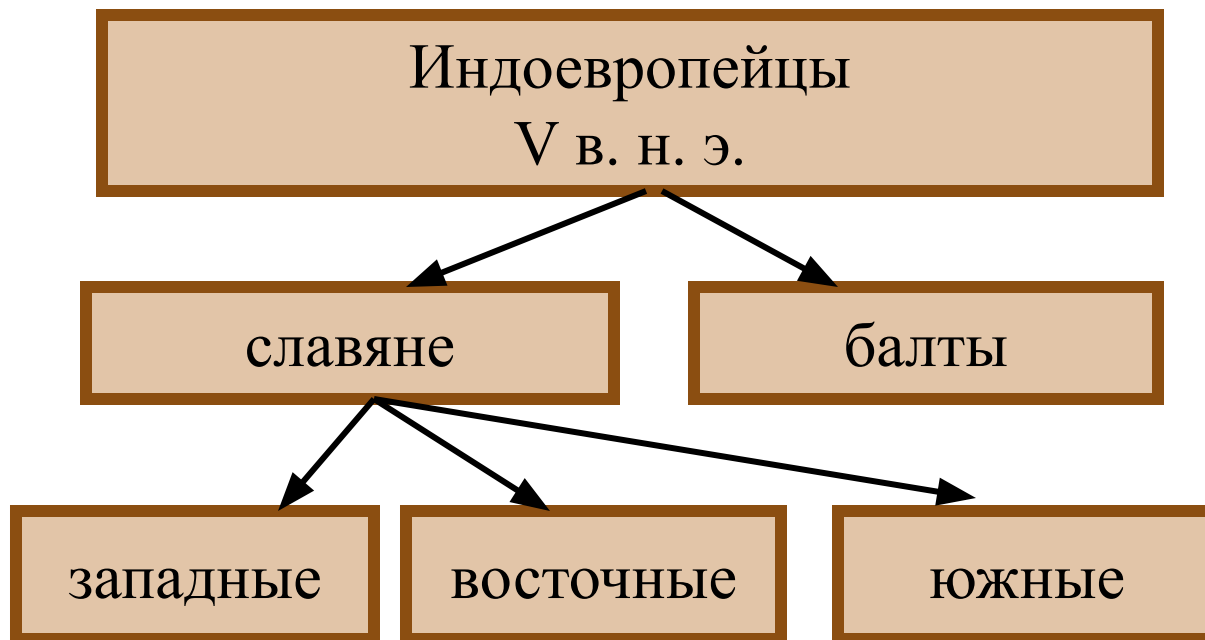 Индоевропейцы
V в. н. э.
славяне
балты
западные
восточные
южные